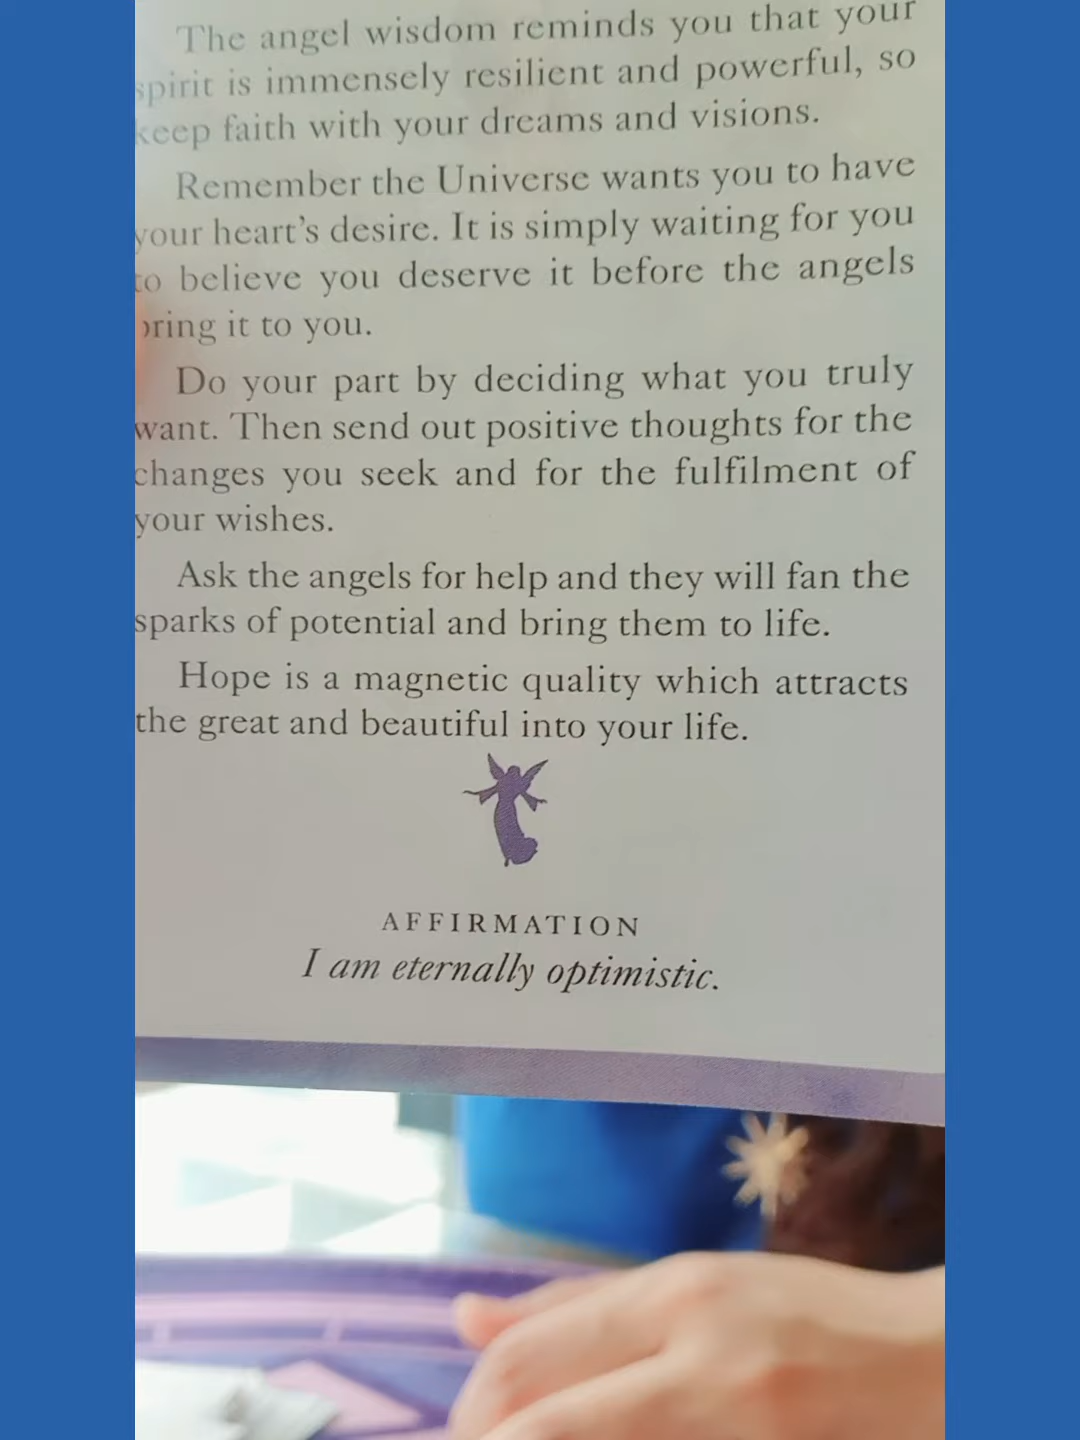 The angel wisdom reminds you that your
spirit is immensely resilient and powerful, so
keep faith with your dreams and visions.
Remember the Universe wants you to have
your heart's desire. It is simply waiting for you
to believe you deserve it before the angels
bring it to you.
Do your part by deciding what you truly
want. Then send out positive thoughts for the
changes you seek and for the fulfilment of
your wishes.
Ask the angels for help and they will fan the
sparks of potential and bring them to life.
Hope is a magnetic quality which attracts
the great and beautiful into your life.
AFFIRMATION
I am eternally optimistic.